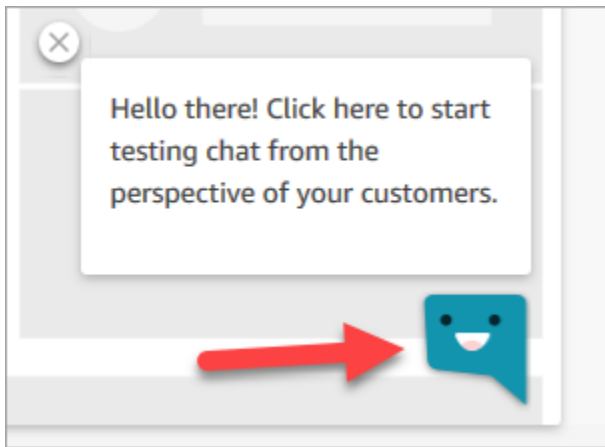 Hello there! Click here to start
testing chat from the
perspective of your customers.